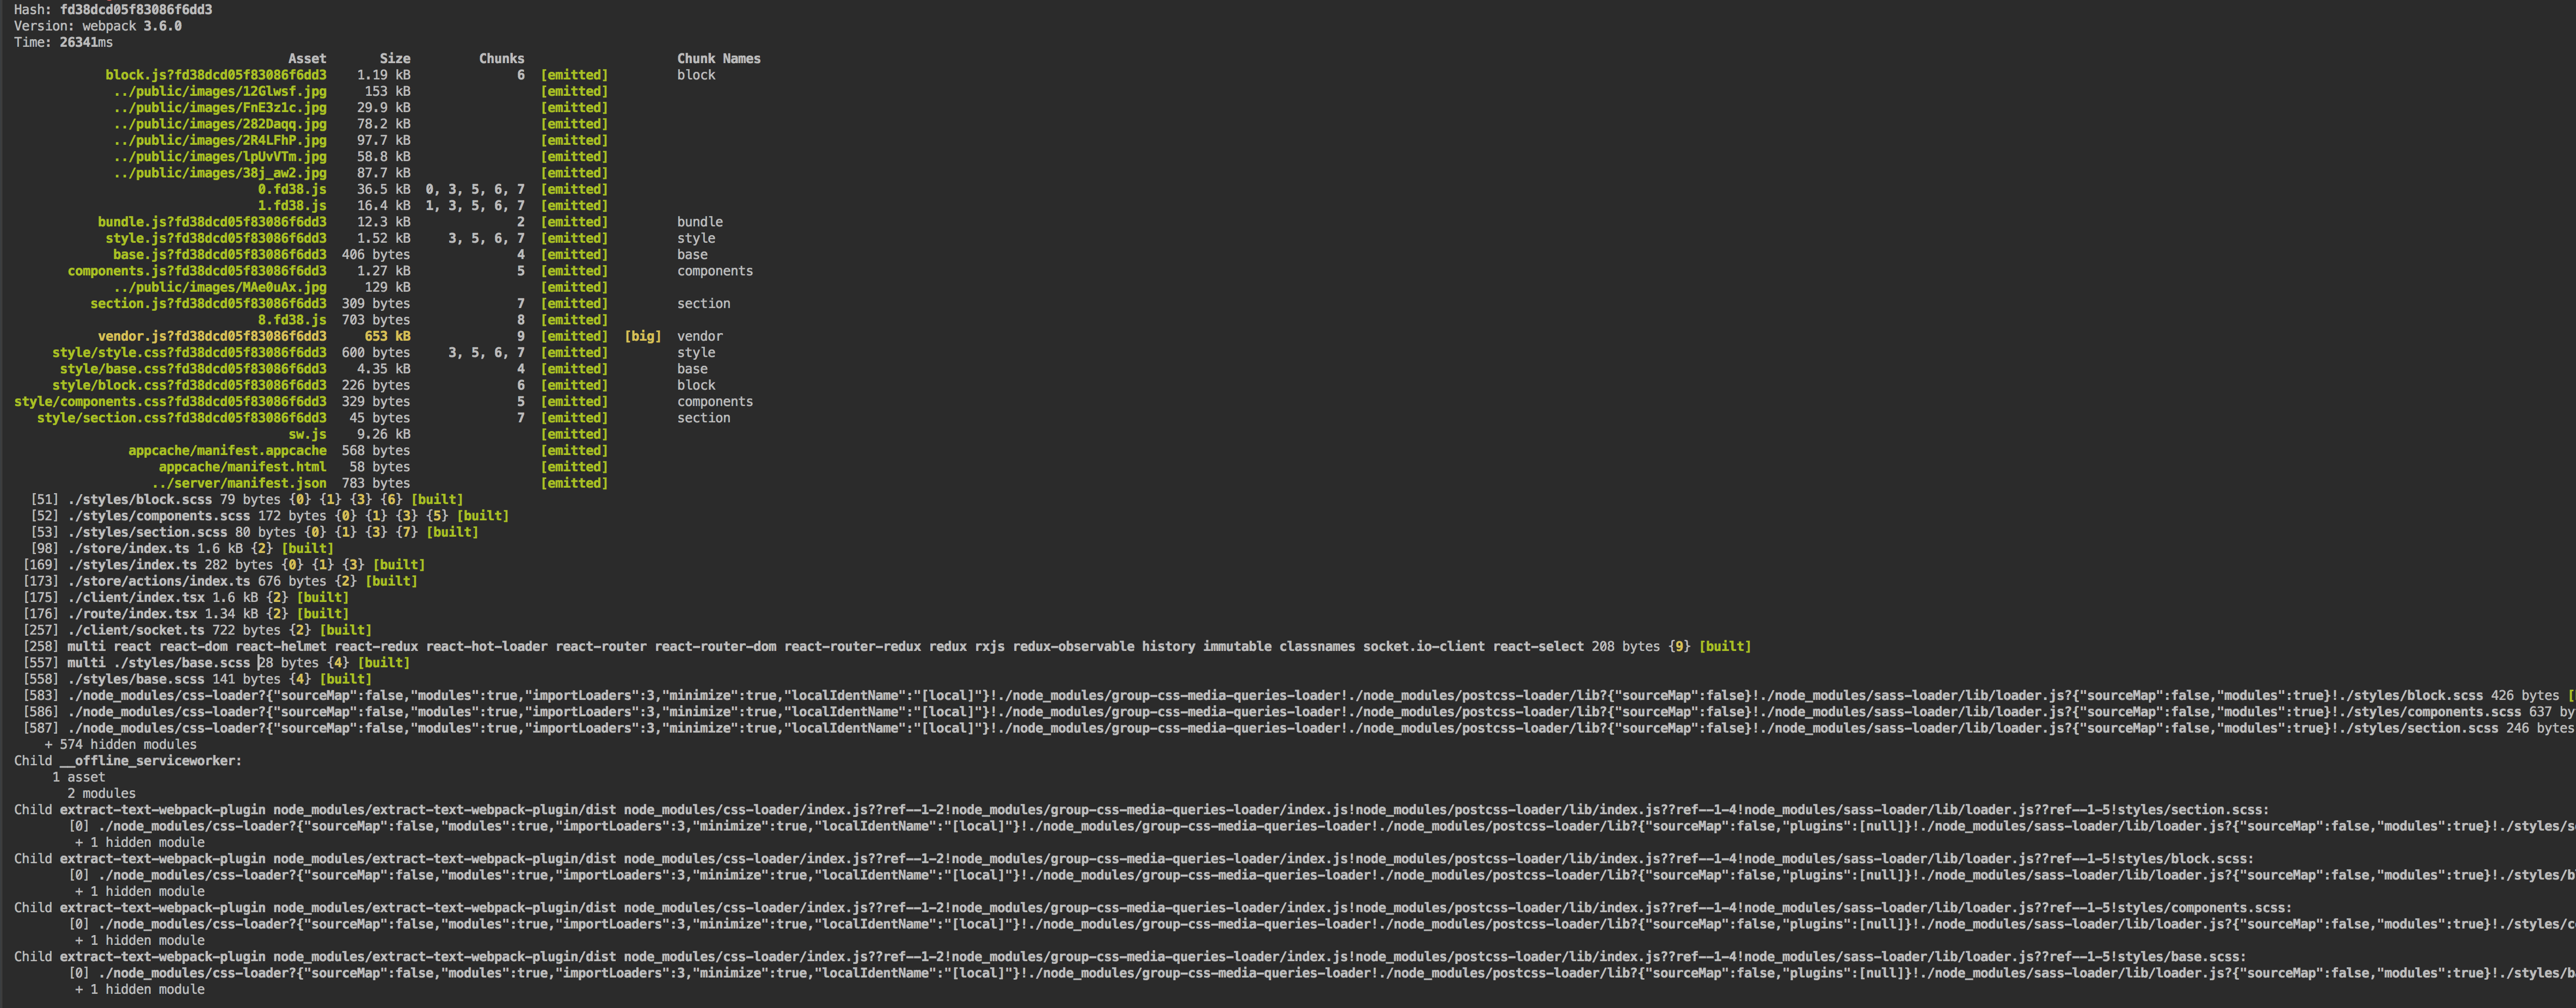 Hash: fd38dcd05f83086f6dd3
Version: webpack 3.6.0
Time: 26341ms
Asset Size Chunks Chunk Names
block.js?fd38dcd05f83086f6dd3 1.19 kB 6 [emitted] block
../public/images/12Glwsf.jpg 153 kB [emitted]
../public/images/FnE3z1c.jpg 29.9 kB [emitted]
../public/images/282Daqq.jpg 78.2 kB [emitted]
../public/images/2R4LFhP.jpg 97.7 kB [emitted]
../public/images/lpUvVTm.jpg 58.8 kB [emitted]
../public/images/38j_aw2.jpg 87.7 kB [emitted]
0.fd38.js 36.5 kB 0, 3, 5, 6, 7 [emitted]
1.fd38.js 16.4 kB 1, 3, 5, 6, 7 [emitted]
bundle.js?fd38dcd05f83086f6dd3 12.3 kB 2 [emitted] bundle
style.js?fd38dcd05f83086f6dd3 1.52 kB 3, 5, 6, 7 [emitted] style
base.js?fd38dcd05f83086f6dd3 406 bytes 4 [emitted] base
components.js?fd38dcd05f83086f6dd3 1.27 kB 5 [emitted] components
../public/images/MAe0uAx.jpg 129 kB [emitted]
section.js?fd38dcd05f83086f6dd3 309 bytes 7 [emitted] section
8.fd38.js 703 bytes 8 [emitted]
vendor.js?fd38dcd05f83086f6dd3 653 kB 9 [emitted] [big] vendor
style/style.css?fd38dcd05f83086f6dd3 600 bytes 3, 5, 6, 7 [emitted] style
style/base.css?fd38dcd05f83086f6dd3 4.35 kB 4 [emitted] base
style/block.css?fd38dcd05f83086f6dd3 226 bytes 6 [emitted] block
style/components.css?fd38dcd05f83086f6dd3 329 bytes 5 [emitted] components
style/section.css?fd38dcd05f83086f6dd3 45 bytes 7 [emitted] section
sw.js 9.26 kB [emitted]
appcache/manifest.appcache 568 bytes [emitted]
appcache/manifest.html 58 bytes [emitted]
../server/manifest.json 783 bytes [emitted]
[51] ./styles/block.scss 79 bytes {0} {1} {3} {6} [built]
[52] ./styles/components.scss 172 bytes {0} {1} {3} {5} [built]
[53] ./styles/section.scss 80 bytes {0} {1} {3} {7} [built]
[98] ./store/index.ts 1.6 kB {2} [built]
[169] ./styles/index.ts 282 bytes {0} {1} {3} [built]
[173] ./store/actions/index.ts 676 bytes {2} [built]
[175] ./client/index.tsx 1.6 kB {2} [built]
[176] ./route/index.tsx 1.34 kB {2} [built]
[257] ./client/socket.ts 722 bytes {2} [built]
[258] multi react react-dom react-helmet react-redux react-hot-loader react-router react-router-dom react-router-redux redux rxjs redux-observable history immutable classnames socket.io-client react-select 208 bytes {9} [built]
[557] multi ./styles/base.scss 28 bytes {4} [built]
[558] ./styles/base.scss 141 bytes {4} [built]
[583] ./node_modules/css-loader?{"sourceMap":false,"modules":true,"importLoaders":3,"minimize":true,"localIdentName":"[local]"}!./node_modules/group-css-media-queries-loader!./node_modules/postcss-loader/lib?{"sourceMap":false}!./node_modules/sass-loader/lib/loader.js?{"sourceMap":false,"modules":true}!./styles/block.scss 426 bytes [
[586] ./node_modules/css-loader?{"sourceMap":false,"modules":true,"importLoaders":3,"minimize":true,"localIdentName":"[local]"}!./node_modules/group-css-media-queries-loader!./node_modules/postcss-loader/lib?{"sourceMap":false}!./node_modules/sass-loader/lib/loader.js?{"sourceMap":false,"modules":true}!./styles/components.scss 637 by
[587] ./node_modules/css-loader?{"sourceMap":false,"modules":true,"importLoaders":3,"minimize":true,"localIdentName":"[local]"}!./node_modules/group-css-media-queries-loader!./node_modules/postcss-loader/lib?{"sourceMap":false}!./node_modules/sass-loader/lib/loader.js?{"sourceMap":false,"modules":true}!./styles/section.scss 246 bytes
+ 574 hidden modules
Child __offline_serviceworker:
1 asset
2 modules
Child extract-text-webpack-plugin node_modules/extract-text-webpack-plugin/dist node_modules/css-loader/index.js??ref--1-2!node_modules/group-css-media-queries-loader/index.js!node_modules/postcss-loader/lib/index.js??ref--1-4!node_modules/sass-loader/lib/loader.js??ref--1-5!styles/section.scss:
[0] ./node_modules/css-loader?{"sourceMap":false,"modules":true,"importLoaders":3,"minimize":true,"localIdentName":"[local]"}!./node_modules/group-css-media-queries-loader!./node_modules/postcss-loader/lib?{"sourceMap":false,"plugins":[null]}!./node_modules/sass-loader/lib/loader.js?{"sourceMap":false,"modules":true}!./styles/s
+ 1 hidden module
Child extract-text-webpack-plugin node_modules/extract-text-webpack-plugin/dist node_modules/css-loader/index.js??ref--1-2!node_modules/group-css-media-queries-loader/index.js!node_modules/postcss-loader/lib/index.js??ref--1-4!node_modules/sass-loader/lib/loader.js??ref--1-5!styles/block.scss:
[0] ./node_modules/css-loader?{"sourceMap":false,"modules":true,"importLoaders":3,"minimize":true,"localIdentName":"[local]"}!./node_modules/group-css-media-queries-loader!./node_modules/postcss-loader/lib?{"sourceMap":false,"plugins":[null]}!./node_modules/sass-loader/lib/loader.js?{"sourceMap":false,"modules":true}!./styles/b
+ 1 hidden module
Child extract-text-webpack-plugin node_modules/extract-text-webpack-plugin/dist node_modules/css-loader/index.js??ref--1-2!node_modules/group-css-media-queries-loader/index.js!node_modules/postcss-loader/lib/index.js??ref--1-4!node_modules/sass-loader/lib/loader.js??ref--1-5!styles/components.scss:
[0] ./node_modules/css-loader?{"sourceMap":false,"modules":true,"importLoaders":3,"minimize":true,"localIdentName":"[local]"}!./node_modules/group-css-media-queries-loader!./node_modules/postcss-loader/lib?{"sourceMap":false,"plugins":[null]}!./node_modules/sass-loader/lib/loader.js?{"sourceMap":false,"modules":true}!./styles/c
+ 1 hidden module
Child extract-text-webpack-plugin node_modules/extract-text-webpack-plugin/dist node_modules/css-loader/index.js??ref--1-2!node_modules/group-css-media-queries-loader/index.js!node_modules/postcss-loader/lib/index.js??ref--1-4!node_modules/sass-loader/lib/loader.js??ref--1-5!styles/base.scss:
[0] ./node_modules/css-loader?{"sourceMap":false,"modules":true,"importLoaders":3,"minimize":true,"localIdentName":"[local]"}!./node_modules/group-css-media-queries-loader!./node_modules/postcss-loader/lib?{"sourceMap":false,"plugins":[null]}!./node_modules/sass-loader/lib/loader.js?{"sourceMap":false,"modules":true}!./styles/b
+ 1 hidden module